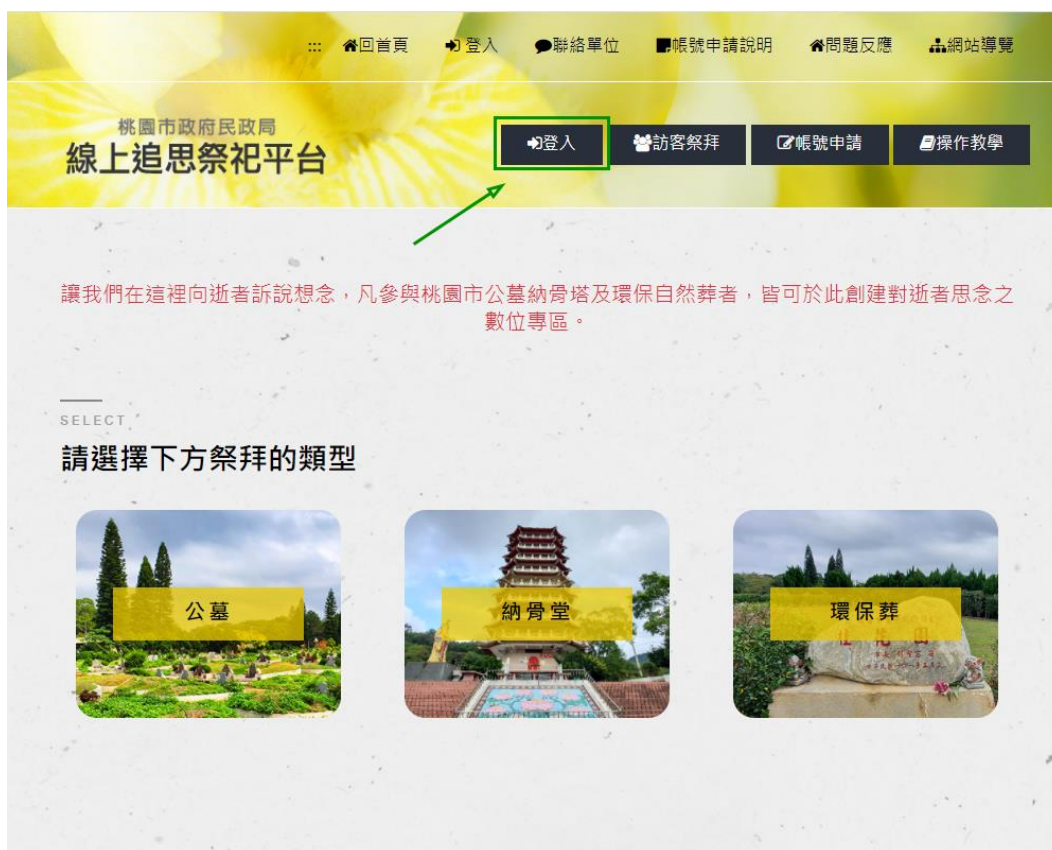 ::: 回首頁 登入 聯絡單位 帳號申請說明 問題反應 網站導覽
桃園市政府民政局
線上追思祭祀平台
登入 訪客祭拜 帳號申請 操作教學
讓我們在這裡向逝者訴說想念，凡參與桃園市公墓納骨塔及環保自然葬者，皆可於此創建對逝者思念之
數位專區。
SELECT
請選擇下方祭拜的類型
公墓 納骨堂 環保葬